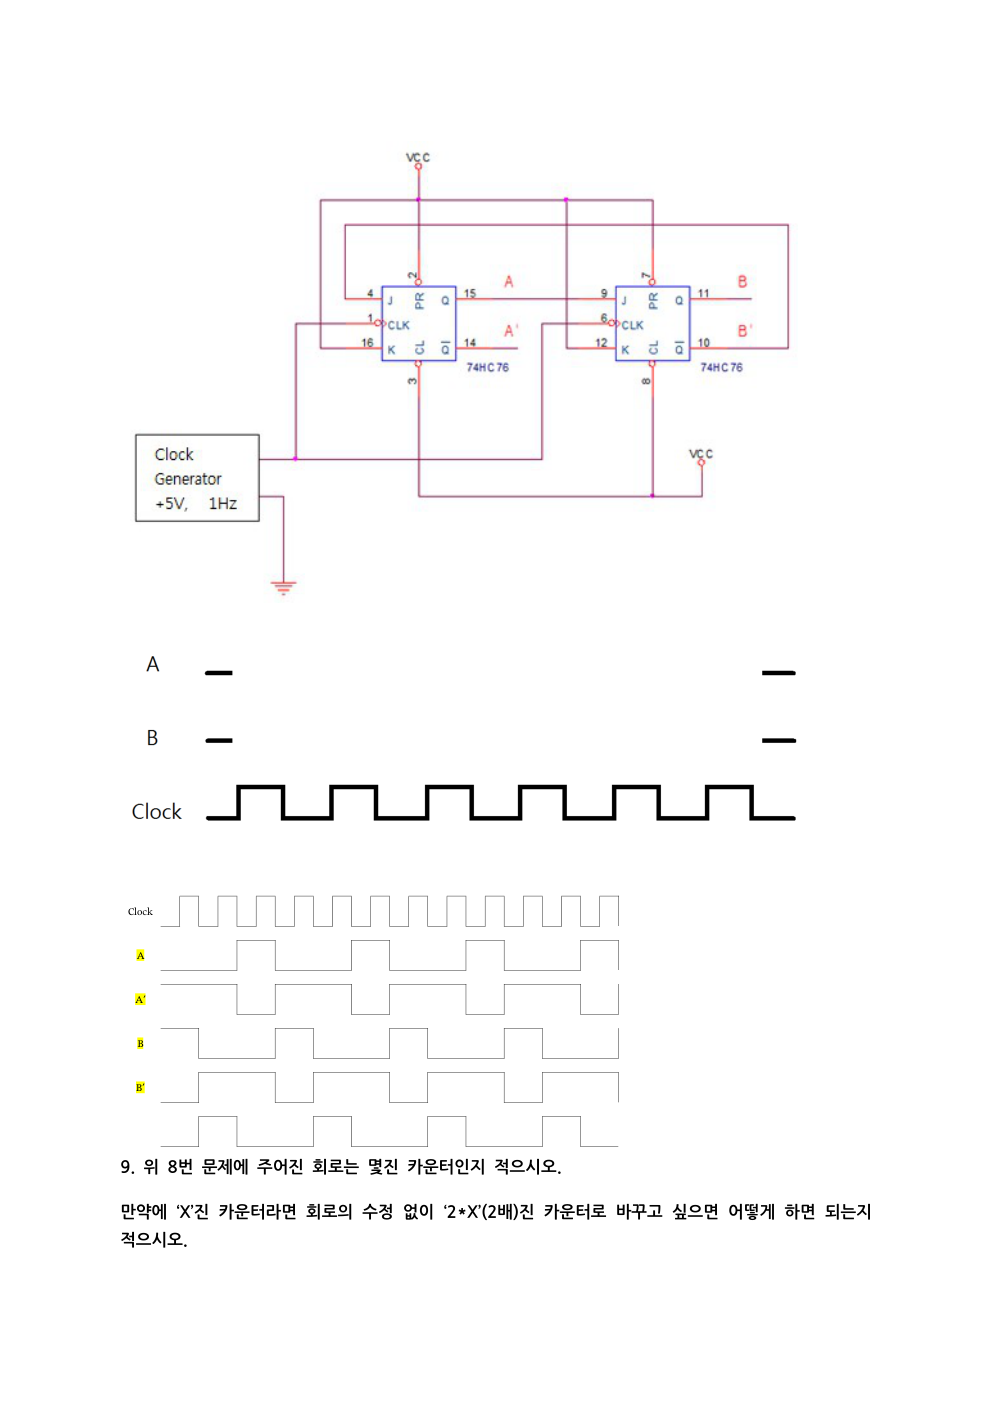 VCC
2
7
A
B
4 J PR Q 15
9 J PR Q 11
1 CLK
6 CLK
A'
B'
16 K CL Q 14
12 K CL Q 10
74HC76
74HC76
3
8
Clock
Generator
+5V, 1Hz
VCC
A
B
Clock
Clock
A
A'
B
B'
9. 위 8번 문제에 주어진 회로는 몇진 카운터인지 적으시오.
만약에 ‘X’진 카운터라면 회로의 수정 없이 ‘2*X’(2배)진 카운터로 바꾸고 싶으면 어떻게 하면 되는지
적으시오.